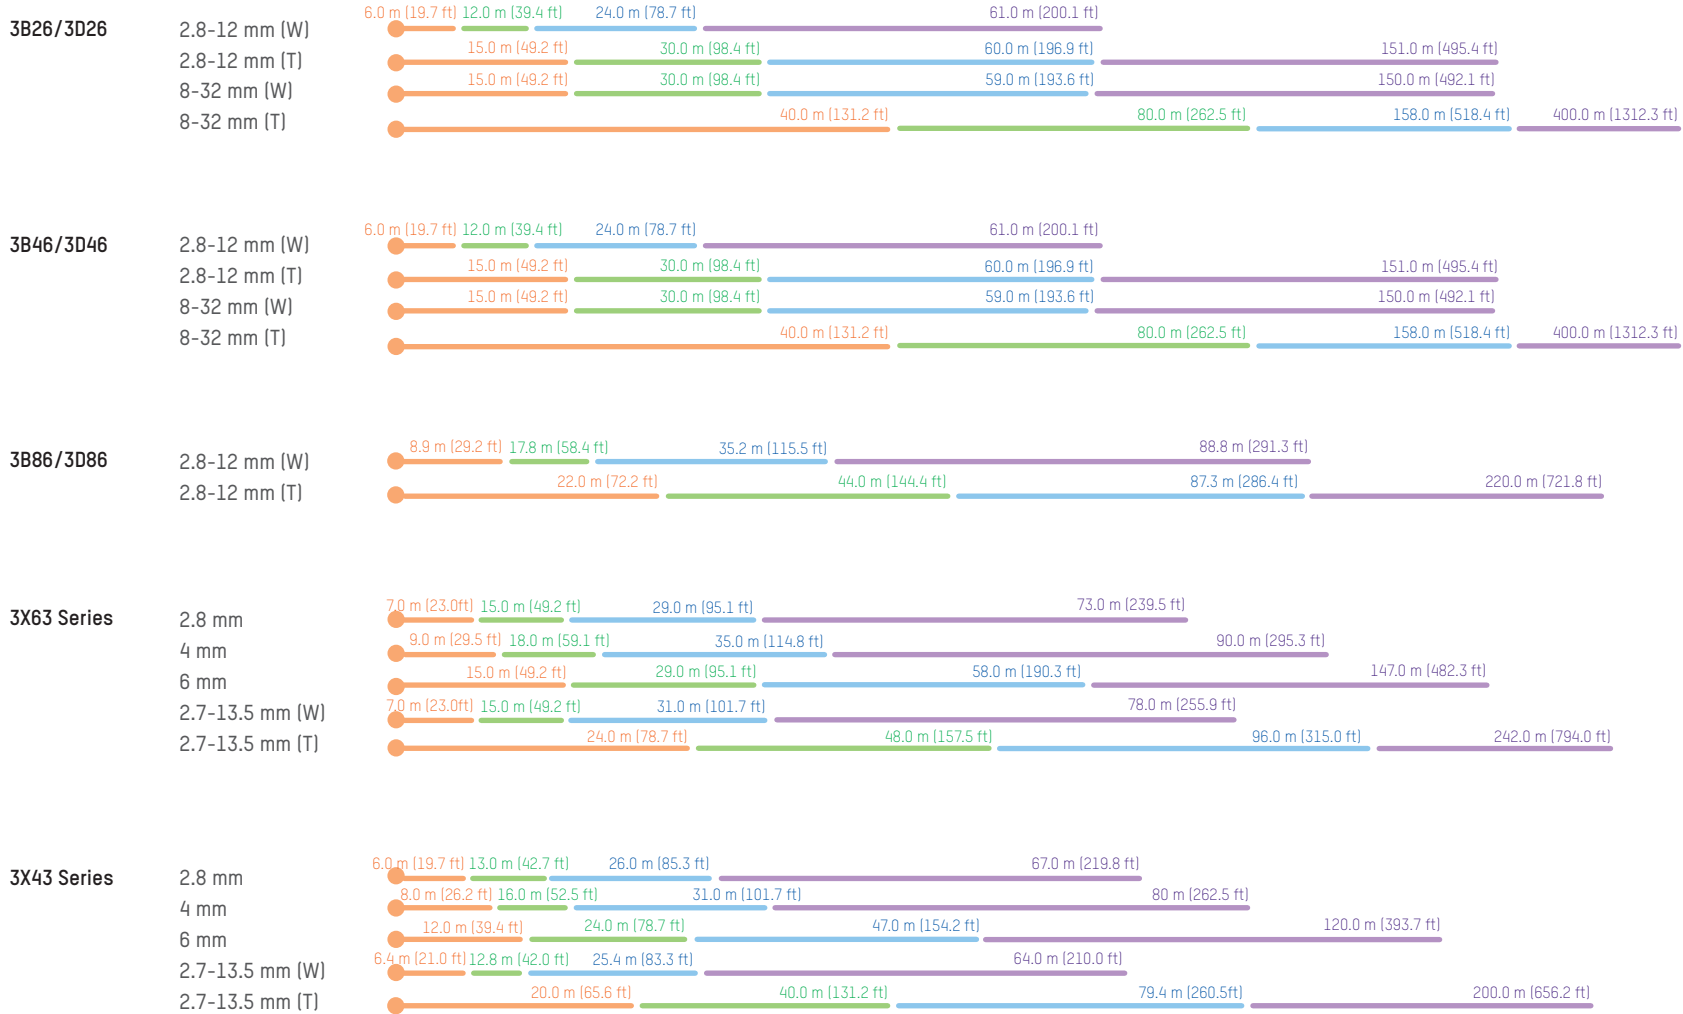 3B26/3D26
2.8-12 mm (W) 6.0 m (19.7 ft) 12.0 m (39.4 ft) 24.0 m (78.7 ft) 61.0 m (200.1 ft)
2.8-12 mm (T) 15.0 m (49.2 ft) 30.0 m (98.4 ft) 60.0 m (196.9 ft) 151.0 m (495.4 ft)
8-32 mm (W) 15.0 m (49.2 ft) 30.0 m (98.4 ft) 59.0 m (193.6 ft) 150.0 m (492.1 ft)
8-32 mm (T) 40.0 m (131.2 ft) 80.0 m (262.5 ft) 158.0 m (518.4 ft) 400.0 m (1312.3 ft)
3B46/3D46
2.8-12 mm (W) 6.0 m (19.7 ft) 12.0 m (39.4 ft) 24.0 m (78.7 ft) 61.0 m (200.1 ft)
2.8-12 mm (T) 15.0 m (49.2 ft) 30.0 m (98.4 ft) 60.0 m (196.9 ft) 151.0 m (495.4 ft)
8-32 mm (W) 15.0 m (49.2 ft) 30.0 m (98.4 ft) 59.0 m (193.6 ft) 150.0 m (492.1 ft)
8-32 mm (T) 40.0 m (131.2 ft) 80.0 m (262.5 ft) 158.0 m (518.4 ft) 400.0 m (1312.3 ft)
3B86/3D86
2.8-12 mm (W) 8.9 m (29.2 ft) 17.8 m (58.4 ft) 35.2 m (115.5 ft) 88.8 m (291.3 ft)
2.8-12 mm (T) 22.0 m (72.2 ft) 44.0 m (144.4 ft) 87.3 m (286.4 ft) 220.0 m (721.8 ft)
3X63 Series
2.8 mm 7.0 m (23.0ft) 15.0 m (49.2 ft) 29.0 m (95.1 ft) 73.0 m (239.5 ft)
4 mm 9.0 m (29.5 ft) 18.0 m (59.1 ft) 35.0 m (114.8 ft) 90.0 m (295.3 ft)
6 mm 15.0 m (49.2 ft) 29.0 m (95.1 ft) 58.0 m (190.3 ft) 147.0 m (482.3 ft)
2.7-13.5 mm (W) 7.0 m (23.0ft) 15.0 m (49.2 ft) 31.0 m (101.7 ft) 78.0 m (255.9 ft)
2.7-13.5 mm (T) 24.0 m (78.7 ft) 48.0 m (157.5 ft) 96.0 m (315.0 ft) 242.0 m (794.0 ft)
3X43 Series
2.8 mm 6.0 m (19.7 ft) 13.0 m (42.7 ft) 26.0 m (85.3 ft) 67.0 m (219.8 ft)
4 mm 8.0 m (26.2 ft) 16.0 m (52.5 ft) 31.0 m (101.7 ft) 80 m (262.5 ft)
6 mm 12.0 m (39.4 ft) 24.0 m (78.7 ft) 47.0 m (154.2 ft) 120.0 m (393.7 ft)
2.7-13.5 mm (W) 6.4 m (21.0 ft) 12.8 m (42.0 ft) 25.4 m (83.3 ft) 64.0 m (210.0 ft)
2.7-13.5 mm (T) 20.0 m (65.6 ft) 40.0 m (131.2 ft) 79.4 m (260.5ft) 200.0 m (656.2 ft)